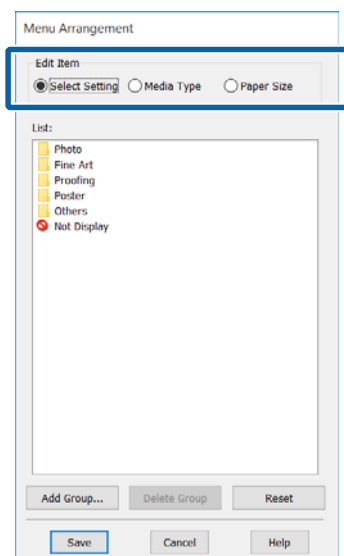 Menu Arrangement
Edit Item
Select Setting Media Type Paper Size
List:
Photo
Fine Art
Proofing
Poster
Others
Not Display
Add Group... Delete Group Reset
Save Cancel Help